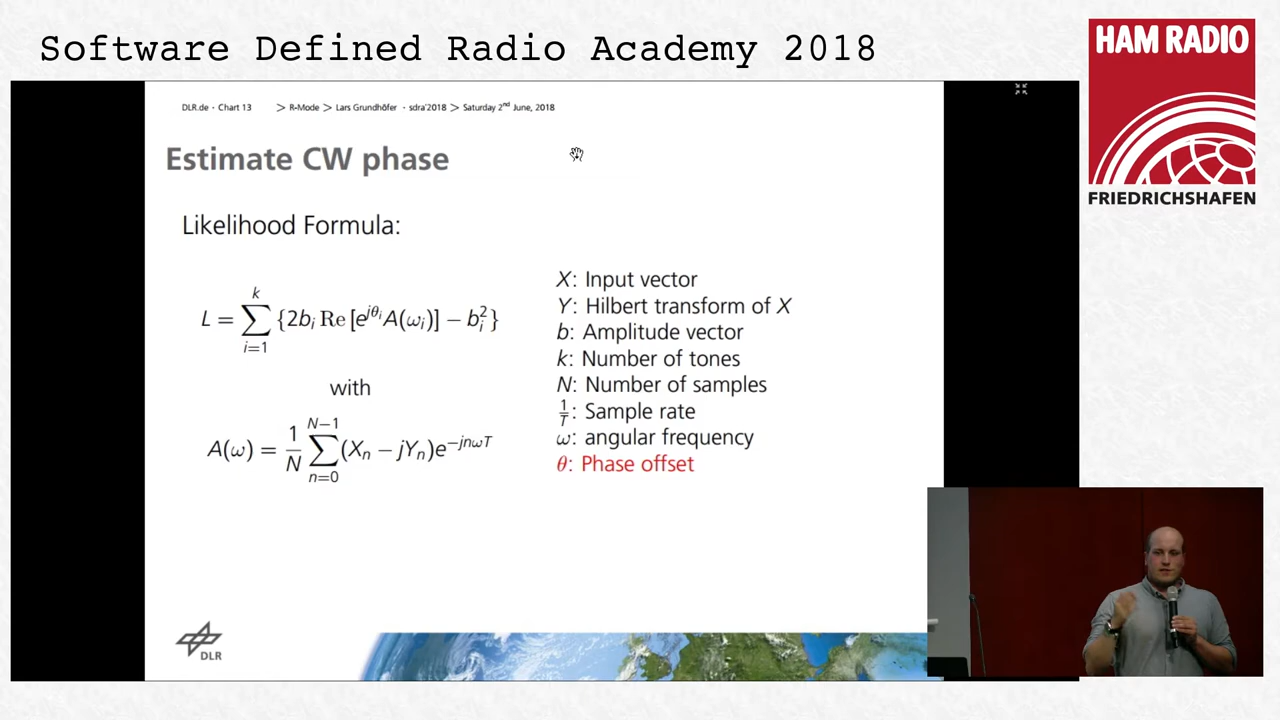 Software Defined Radio Academy 2018
HAM RADIO
FRIEDRICHSHAFEN
DLR.de · Chart 13 > R-Mode > Lars Grundhöfer · sdra'2018 > Saturday 2nd June, 2018
Estimate CW phase
Likelihood Formula:
L = ∑_{i=1}^{k} {2b_i Re [e^{jθ_i} A(ω_i)] − b_i^2}
with
A(ω) = 1/N ∑_{n=0}^{N−1} (X_n − jY_n)e^{−jnωT}
X: Input vector
Y: Hilbert transform of X
b: Amplitude vector
k: Number of tones
N: Number of samples
1/T: Sample rate
ω: angular frequency
θ: Phase offset
DLR